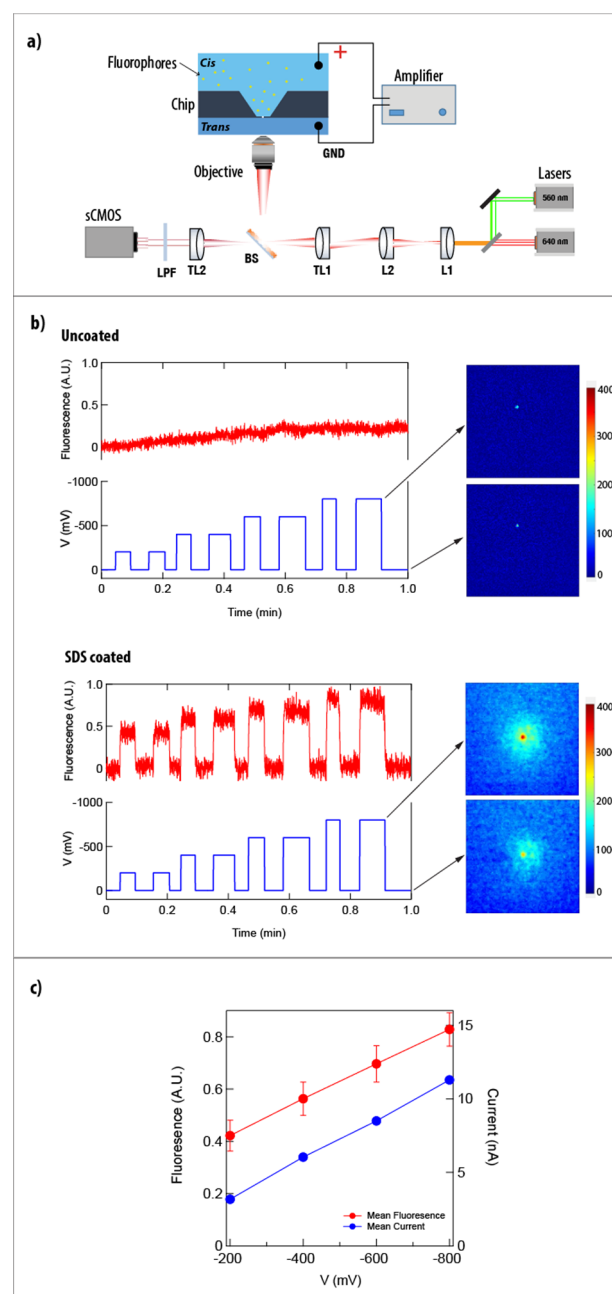 a)
Cis
Fluorophores
+
Amplifier
Chip
Trans
GND
Objective
Lasers
560 nm
sCMOS
640 nm
LPF
TL2
BS
TL1
L2
L1
b)
Uncoated
Fluorescence (A.U.)
1.0
0.5
0
V (mV)
-1000
-500
0
0
0.2
0.4
0.6
0.8
1.0
Time (min)
400
300
200
100
0
SDS coated
Fluorescence (A.U.)
1.0
0.5
0
V (mV)
-1000
-500
0
0
0.2
0.4
0.6
0.8
1.0
Time (min)
400
300
200
100
0
c)
Fluoresence (A.U.)
0.8
0.6
0.4
0.2
0
15
10
5
0
Current (nA)
Mean Fluoresence
Mean Current
-200
-400
-600
-800
V (mV)